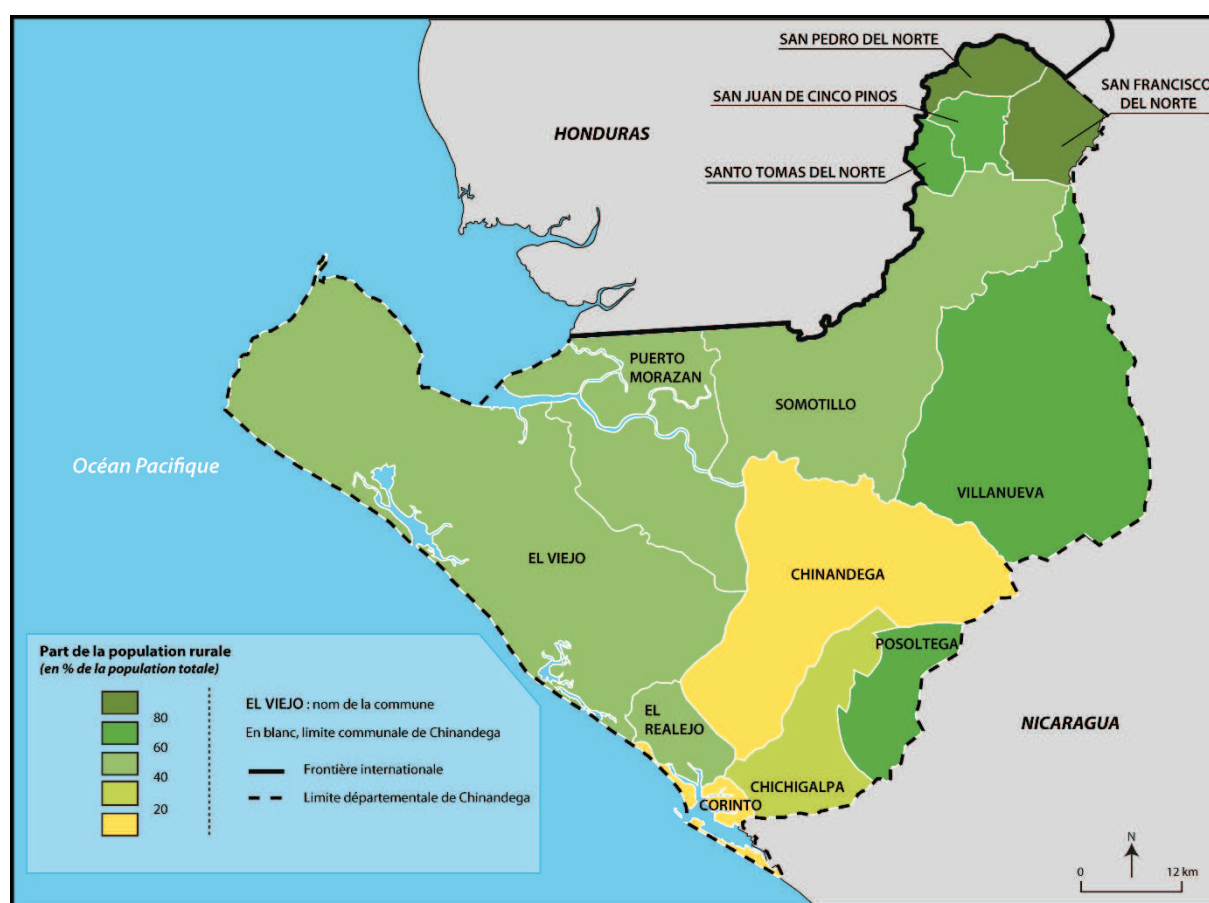 SAN PEDRO DEL NORTE
SAN FRANCISCO
DEL NORTE
SAN JUAN DE CINCO PINOS
HONDURAS
SANTO TOMAS DEL NORTE
PUERTO
MORAZAN
SOMOTILLO
Océan Pacifique
VILLANUEVA
EL VIEJO
CHINANDEGA
POSOLTEGA
EL
REALEJO
NICARAGUA
CHICHIGALPA
CORINTO
Part de la population rurale
(en % de la population totale)
80
60
40
20
EL VIEJO : nom de la commune
En blanc, limite communale de Chinandega
Frontière internationale
Limite départementale de Chinandega
N
0 12 km